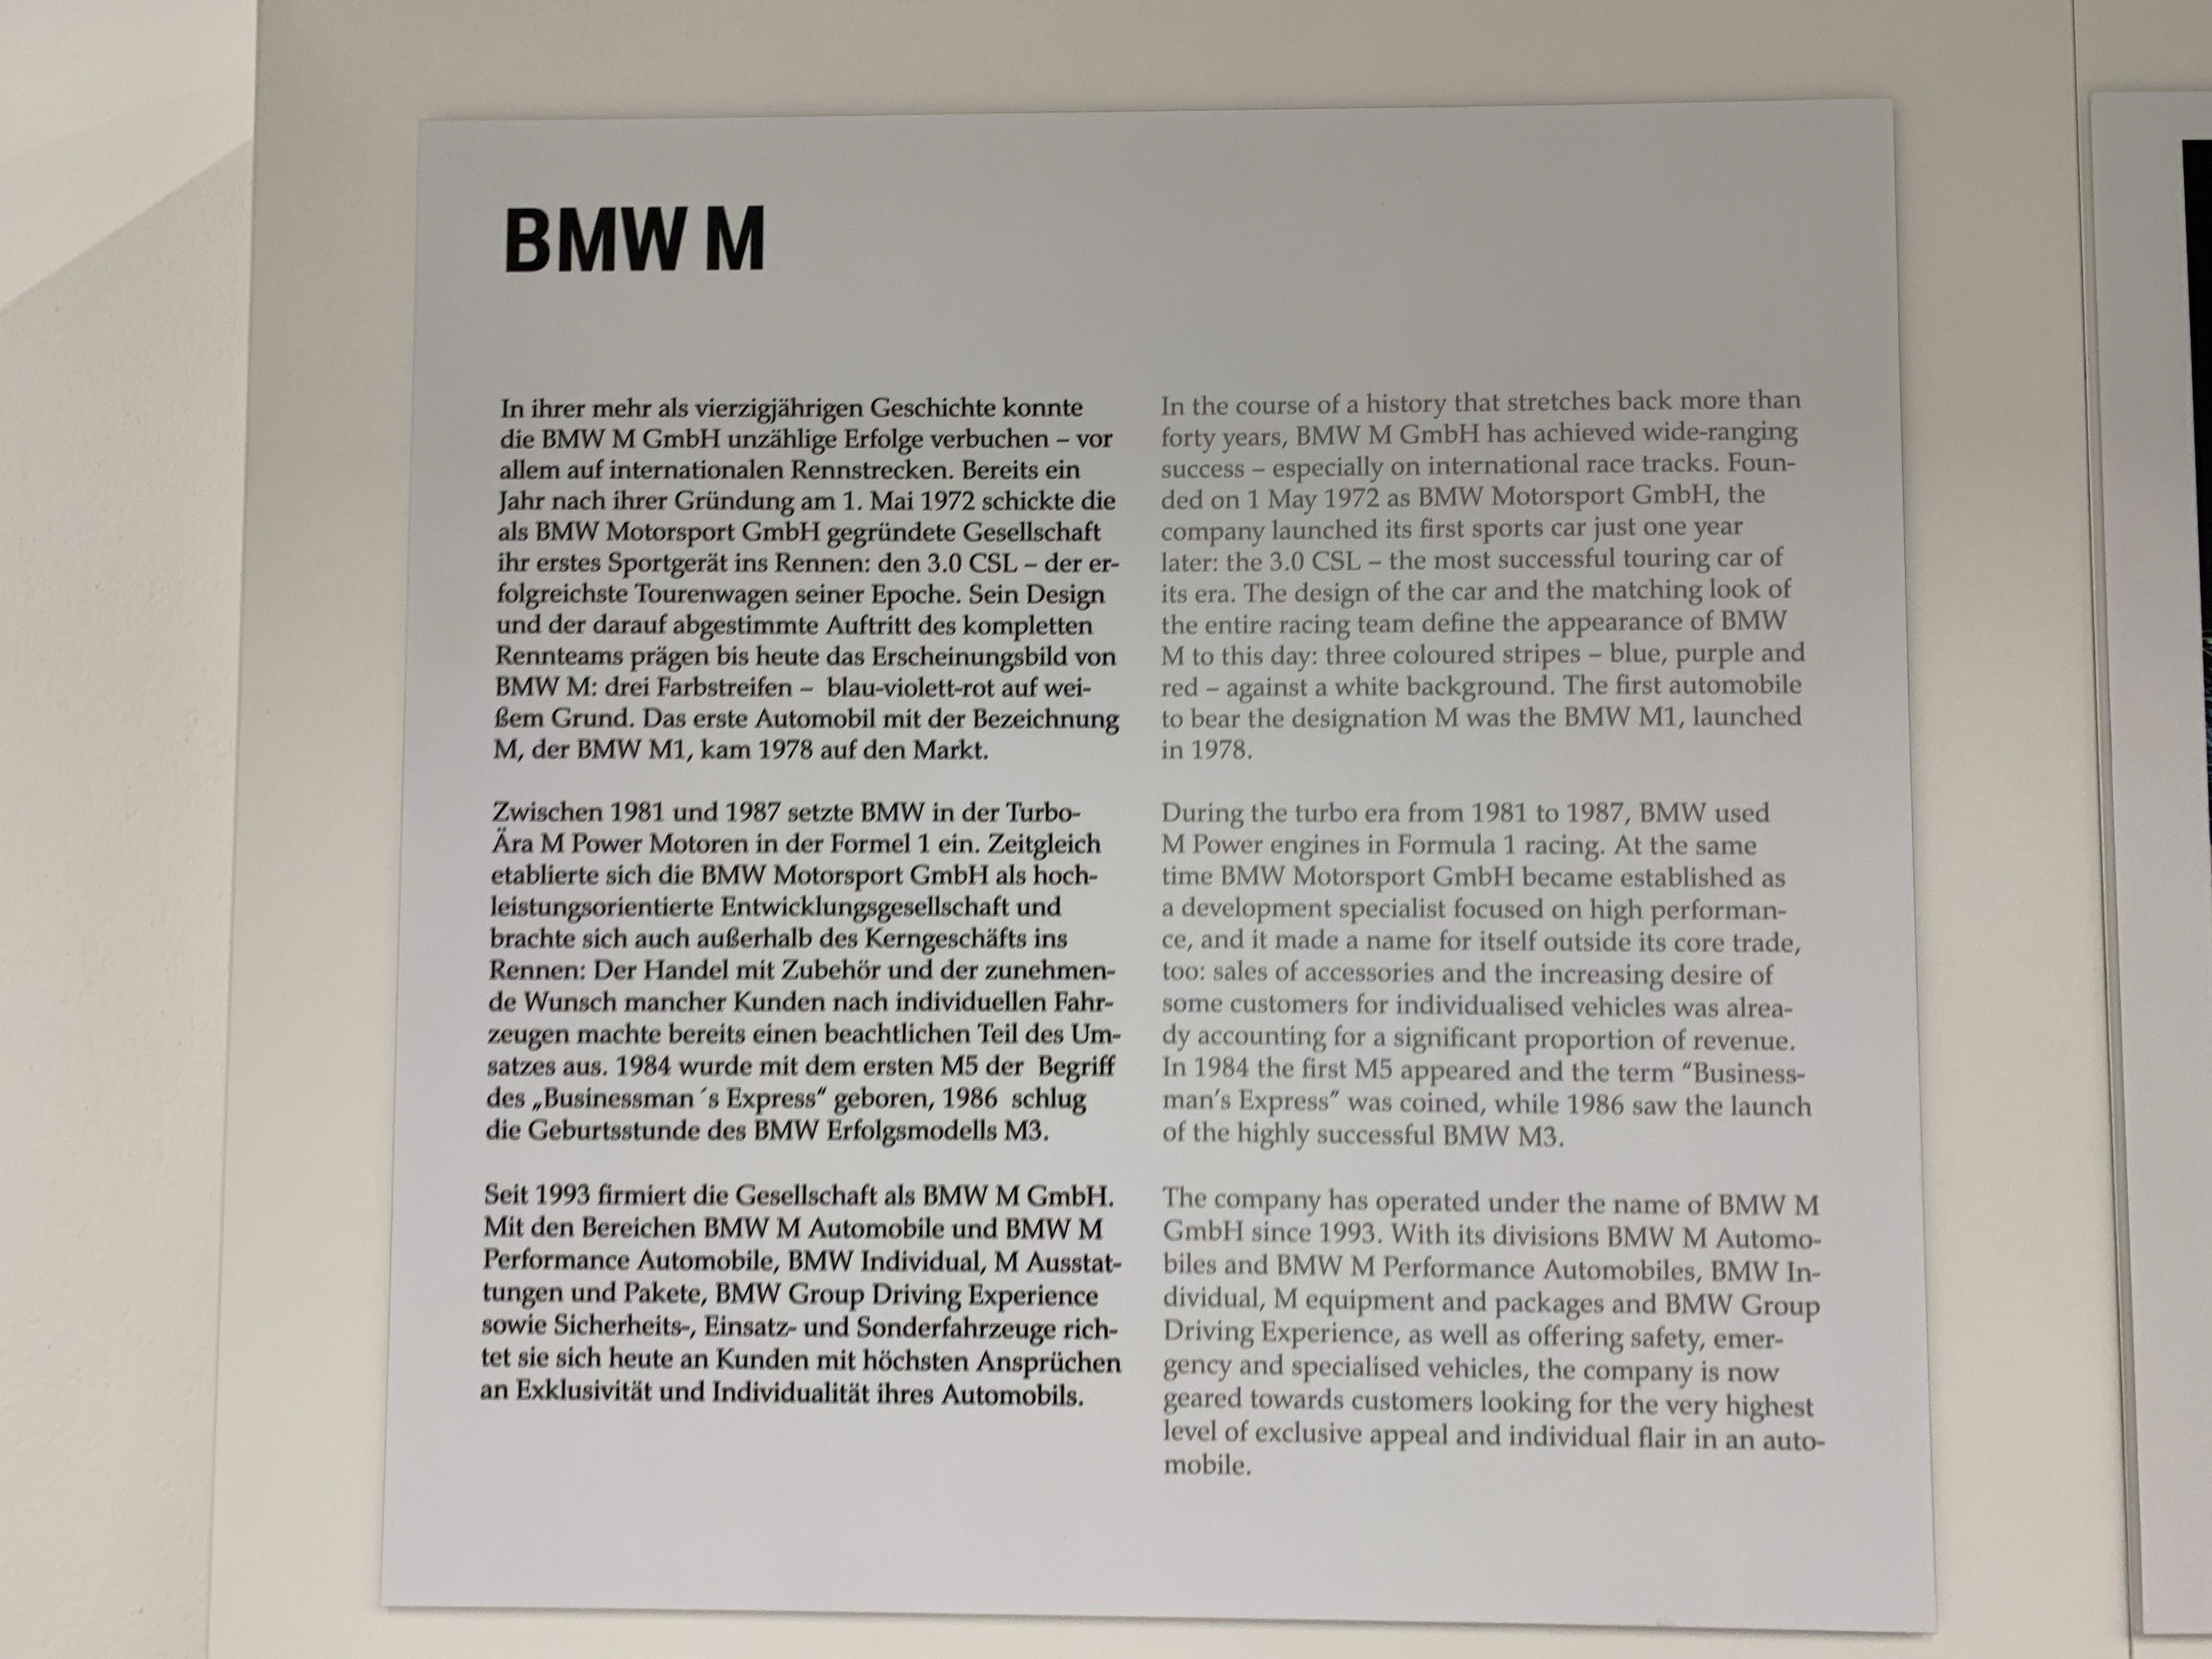 BMW M
In ihrer mehr als vierzigjährigen Geschichte konnte
die BMW M GmbH unzählige Erfolge verbuchen – vor
allem auf internationalen Rennstrecken. Bereits ein
Jahr nach ihrer Gründung am 1. Mai 1972 schickte die
als BMW Motorsport GmbH gegründete Gesellschaft
ihr erstes Sportgerät ins Rennen: den 3.0 CSL – der er-
folgreichste Tourenwagen seiner Epoche. Sein Design
und der darauf abgestimmte Auftritt des kompletten
Rennteams prägen bis heute das Erscheinungsbild von
BMW M: drei Farbstreifen – blau-violett-rot auf wei-
ßem Grund. Das erste Automobil mit der Bezeichnung
M, der BMW M1, kam 1978 auf den Markt.
Zwischen 1981 und 1987 setzte BMW in der Turbo-
Ära M Power Motoren in der Formel 1 ein. Zeitgleich
etablierte sich die BMW Motorsport GmbH als hoch-
leistungsorientierte Entwicklungsgesellschaft und
brachte sich auch außerhalb des Kerngeschäfts ins
Rennen: Der Handel mit Zubehör und der zunehmen-
de Wunsch mancher Kunden nach individuellen Fahr-
zeugen machte bereits einen beachtlichen Teil des Um-
satzes aus. 1984 wurde mit dem ersten M5 der Begriff
des „Businessman ´s Express“ geboren, 1986 schlug
die Geburtsstunde des BMW Erfolgsmodells M3.
Seit 1993 firmiert die Gesellschaft als BMW M GmbH.
Mit den Bereichen BMW M Automobile und BMW M
Performance Automobile, BMW Individual, M Ausstat-
tungen und Pakete, BMW Group Driving Experience
sowie Sicherheits-, Einsatz- und Sonderfahrzeuge rich-
tet sie sich heute an Kunden mit höchsten Ansprüchen
an Exklusivität und Individualität ihres Automobils.
In the course of a history that stretches back more than
forty years, BMW M GmbH has achieved wide-ranging
success – especially on international race tracks. Foun-
ded on 1 May 1972 as BMW Motorsport GmbH, the
company launched its first sports car just one year
later: the 3.0 CSL – the most successful touring car of
its era. The design of the car and the matching look of
the entire racing team define the appearance of BMW
M to this day: three coloured stripes – blue, purple and
red – against a white background. The first automobile
to bear the designation M was the BMW M1, launched
in 1978.
During the turbo era from 1981 to 1987, BMW used
M Power engines in Formula 1 racing. At the same
time BMW Motorsport GmbH became established as
a development specialist focused on high performan-
ce, and it made a name for itself outside its core trade,
too: sales of accessories and the increasing desire of
some customers for individualised vehicles was alrea-
dy accounting for a significant proportion of revenue.
In 1984 the first M5 appeared and the term “Business-
man’s Express” was coined, while 1986 saw the launch
of the highly successful BMW M3.
The company has operated under the name of BMW M
GmbH since 1993. With its divisions BMW M Automo-
biles and BMW M Performance Automobiles, BMW In-
dividual, M equipment and packages and BMW Group
Driving Experience, as well as offering safety, emer-
gency and specialised vehicles, the company is now
geared towards customers looking for the very highest
level of exclusive appeal and individual flair in an auto-
mobile.